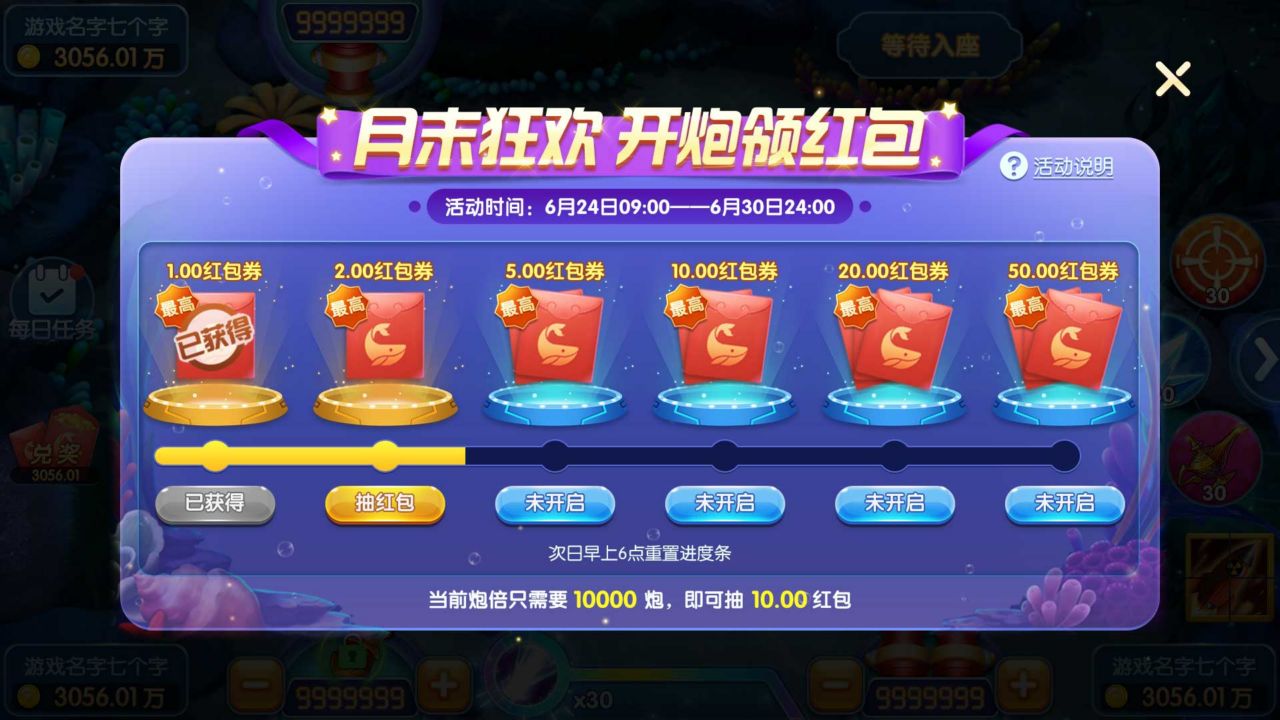 游戏名字七个字
3056.01万
9999999
等待入座
月末狂欢 开炮领红包
活动说明
活动时间：6月24日09:00——6月30日24:00
1.00红包券
2.00红包券
5.00红包券
10.00红包券
20.00红包券
50.00红包券
最高
最高
最高
最高
最高
最高
已获得
30
每日任务
兑奖
3056.01
30
已获得
抽红包
未开启
未开启
未开启
未开启
次日早上6点重置进度条
当前炮倍只需要 10000 炮，即可抽 10.00 红包
游戏名字七个字
3056.01万
9999999
x30
9999999
游戏名字七个字
3056.01万